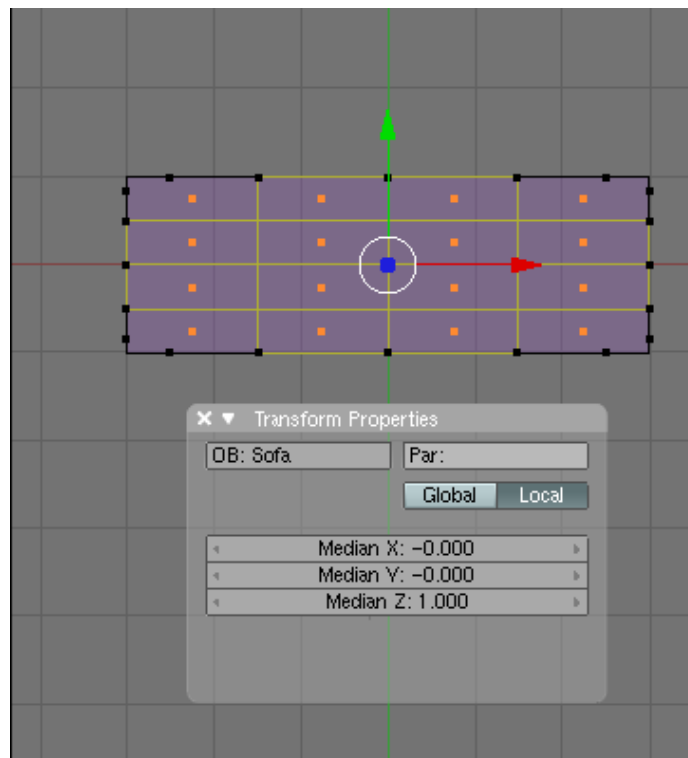 Transform Properties
OB: Sofa Par:
Global Local
Median X: -0.000
Median Y: -0.000
Median Z: 1.000